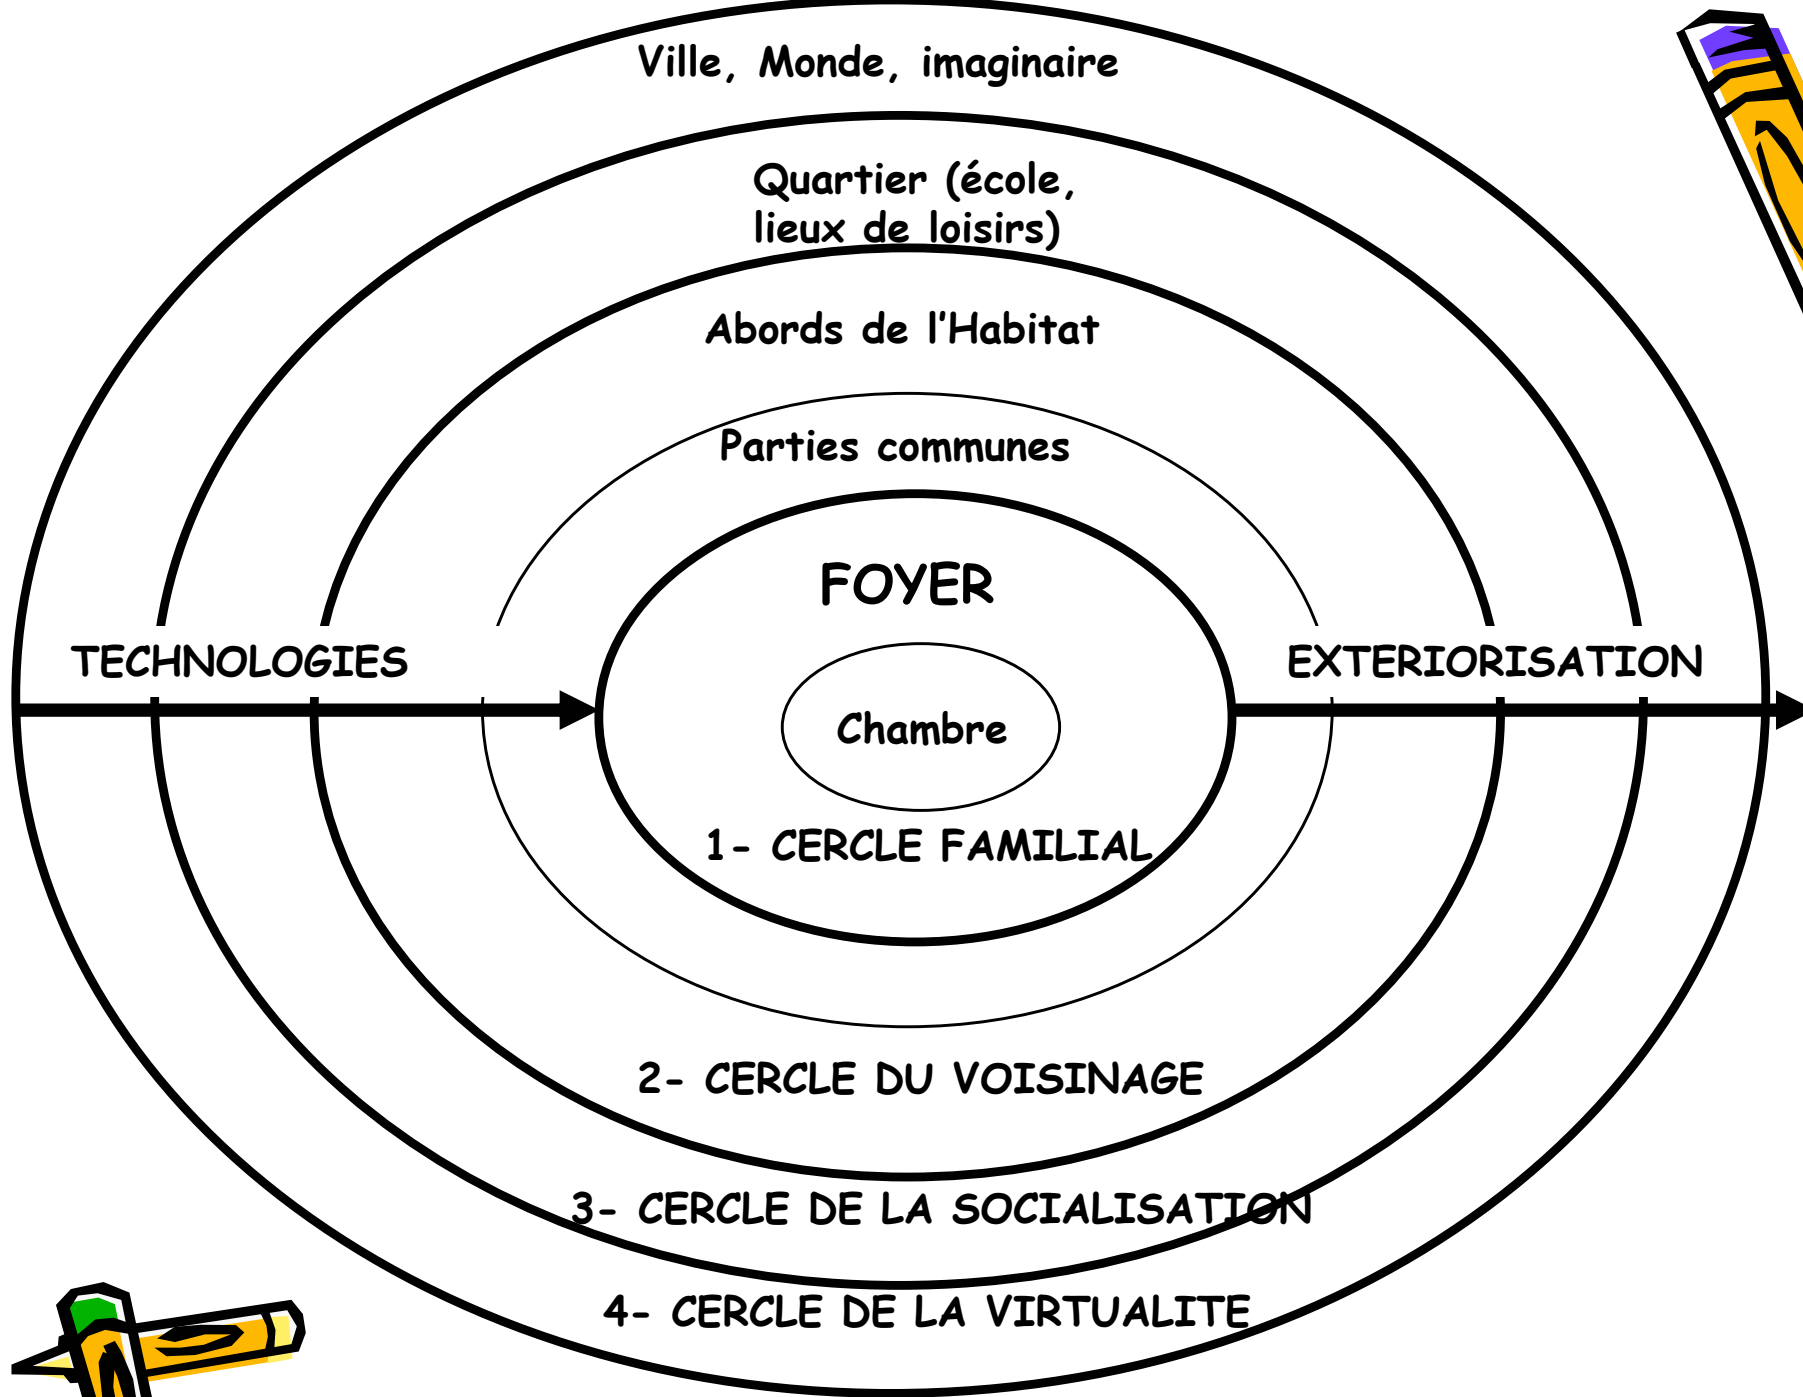 Ville, Monde, imaginaire
Quartier (école,
lieux de loisirs)
Abords de l'Habitat
Parties communes
FOYER
TECHNOLOGIES
EXTERIORISATION
Chambre
1- CERCLE FAMILIAL
2- CERCLE DU VOISINAGE
3- CERCLE DE LA SOCIALISATION
4- CERCLE DE LA VIRTUALITE